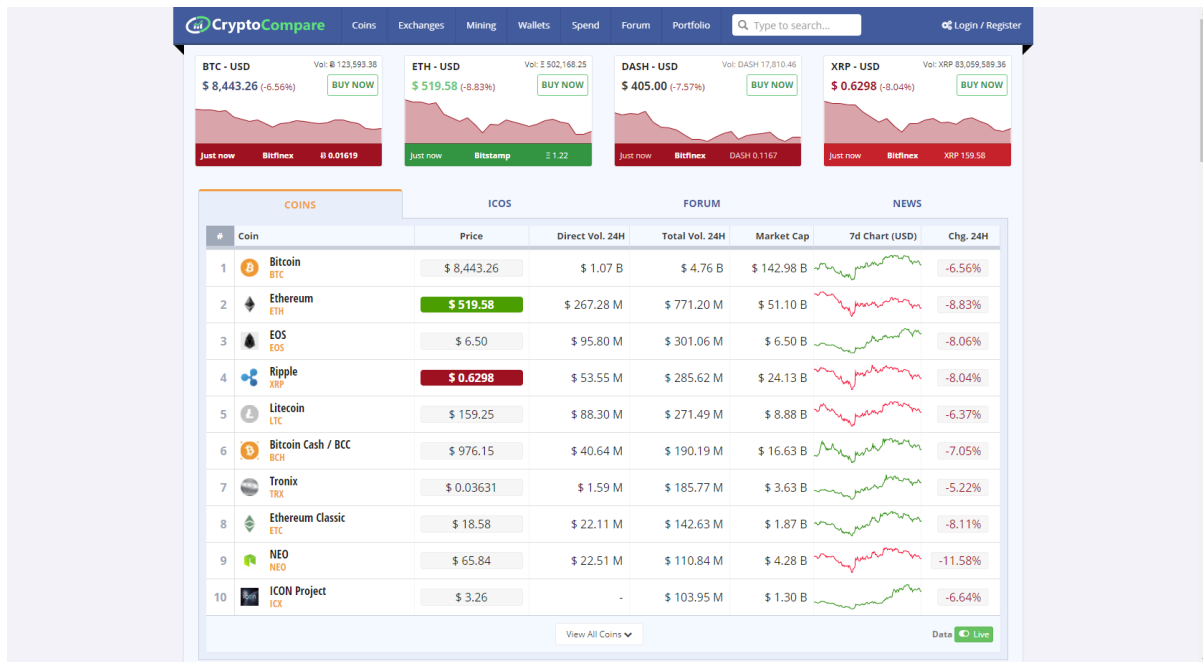 CryptoCompare Coins Exchanges Mining Wallets Spend Forum Portfolio Type to search... Login / Register
BTC - USD Vol: Ƀ 123,593.38
$ 8,443.26 (-6.56%) BUY NOW
Just now Bitfinex Ƀ 0.01619
ETH - USD Vol: Ξ 502,168.25
$ 519.58 (-8.83%) BUY NOW
Just now Bitstamp Ξ 1.22
DASH - USD Vol: DASH 17,810.46
$ 405.00 (-7.57%) BUY NOW
Just now Bitfinex DASH 0.1167
XRP - USD Vol: XRP 83,059,589.36
$ 0.6298 (-8.04%) BUY NOW
Just now Bitfinex XRP 159.58
COINS ICOS FORUM NEWS
# Coin Price Direct Vol. 24H Total Vol. 24H Market Cap 7d Chart (USD) Chg. 24H
1 Bitcoin $ 8,443.26 $ 1.07 B $ 4.76 B $ 142.98 B -6.56%
BTC
2 Ethereum $ 519.58 $ 267.28 M $ 771.20 M $ 51.10 B -8.83%
ETH
3 EOS $ 6.50 $ 95.80 M $ 301.06 M $ 6.50 B -8.06%
EOS
4 Ripple $ 0.6298 $ 53.55 M $ 285.62 M $ 24.13 B -8.04%
XRP
5 Litecoin $ 159.25 $ 88.30 M $ 271.49 M $ 8.88 B -6.37%
LTC
6 Bitcoin Cash / BCC $ 976.15 $ 40.64 M $ 190.19 M $ 16.63 B -7.05%
BCH
7 Tronix $ 0.03631 $ 1.59 M $ 185.77 M $ 3.63 B -5.22%
TRX
8 Ethereum Classic $ 18.58 $ 22.11 M $ 142.63 M $ 1.87 B -8.11%
ETC
9 NEO $ 65.84 $ 22.51 M $ 110.84 M $ 4.28 B -11.58%
NEO
10 ICON Project $ 3.26 - $ 103.95 M $ 1.30 B -6.64%
ICX
View All Coins Data Live